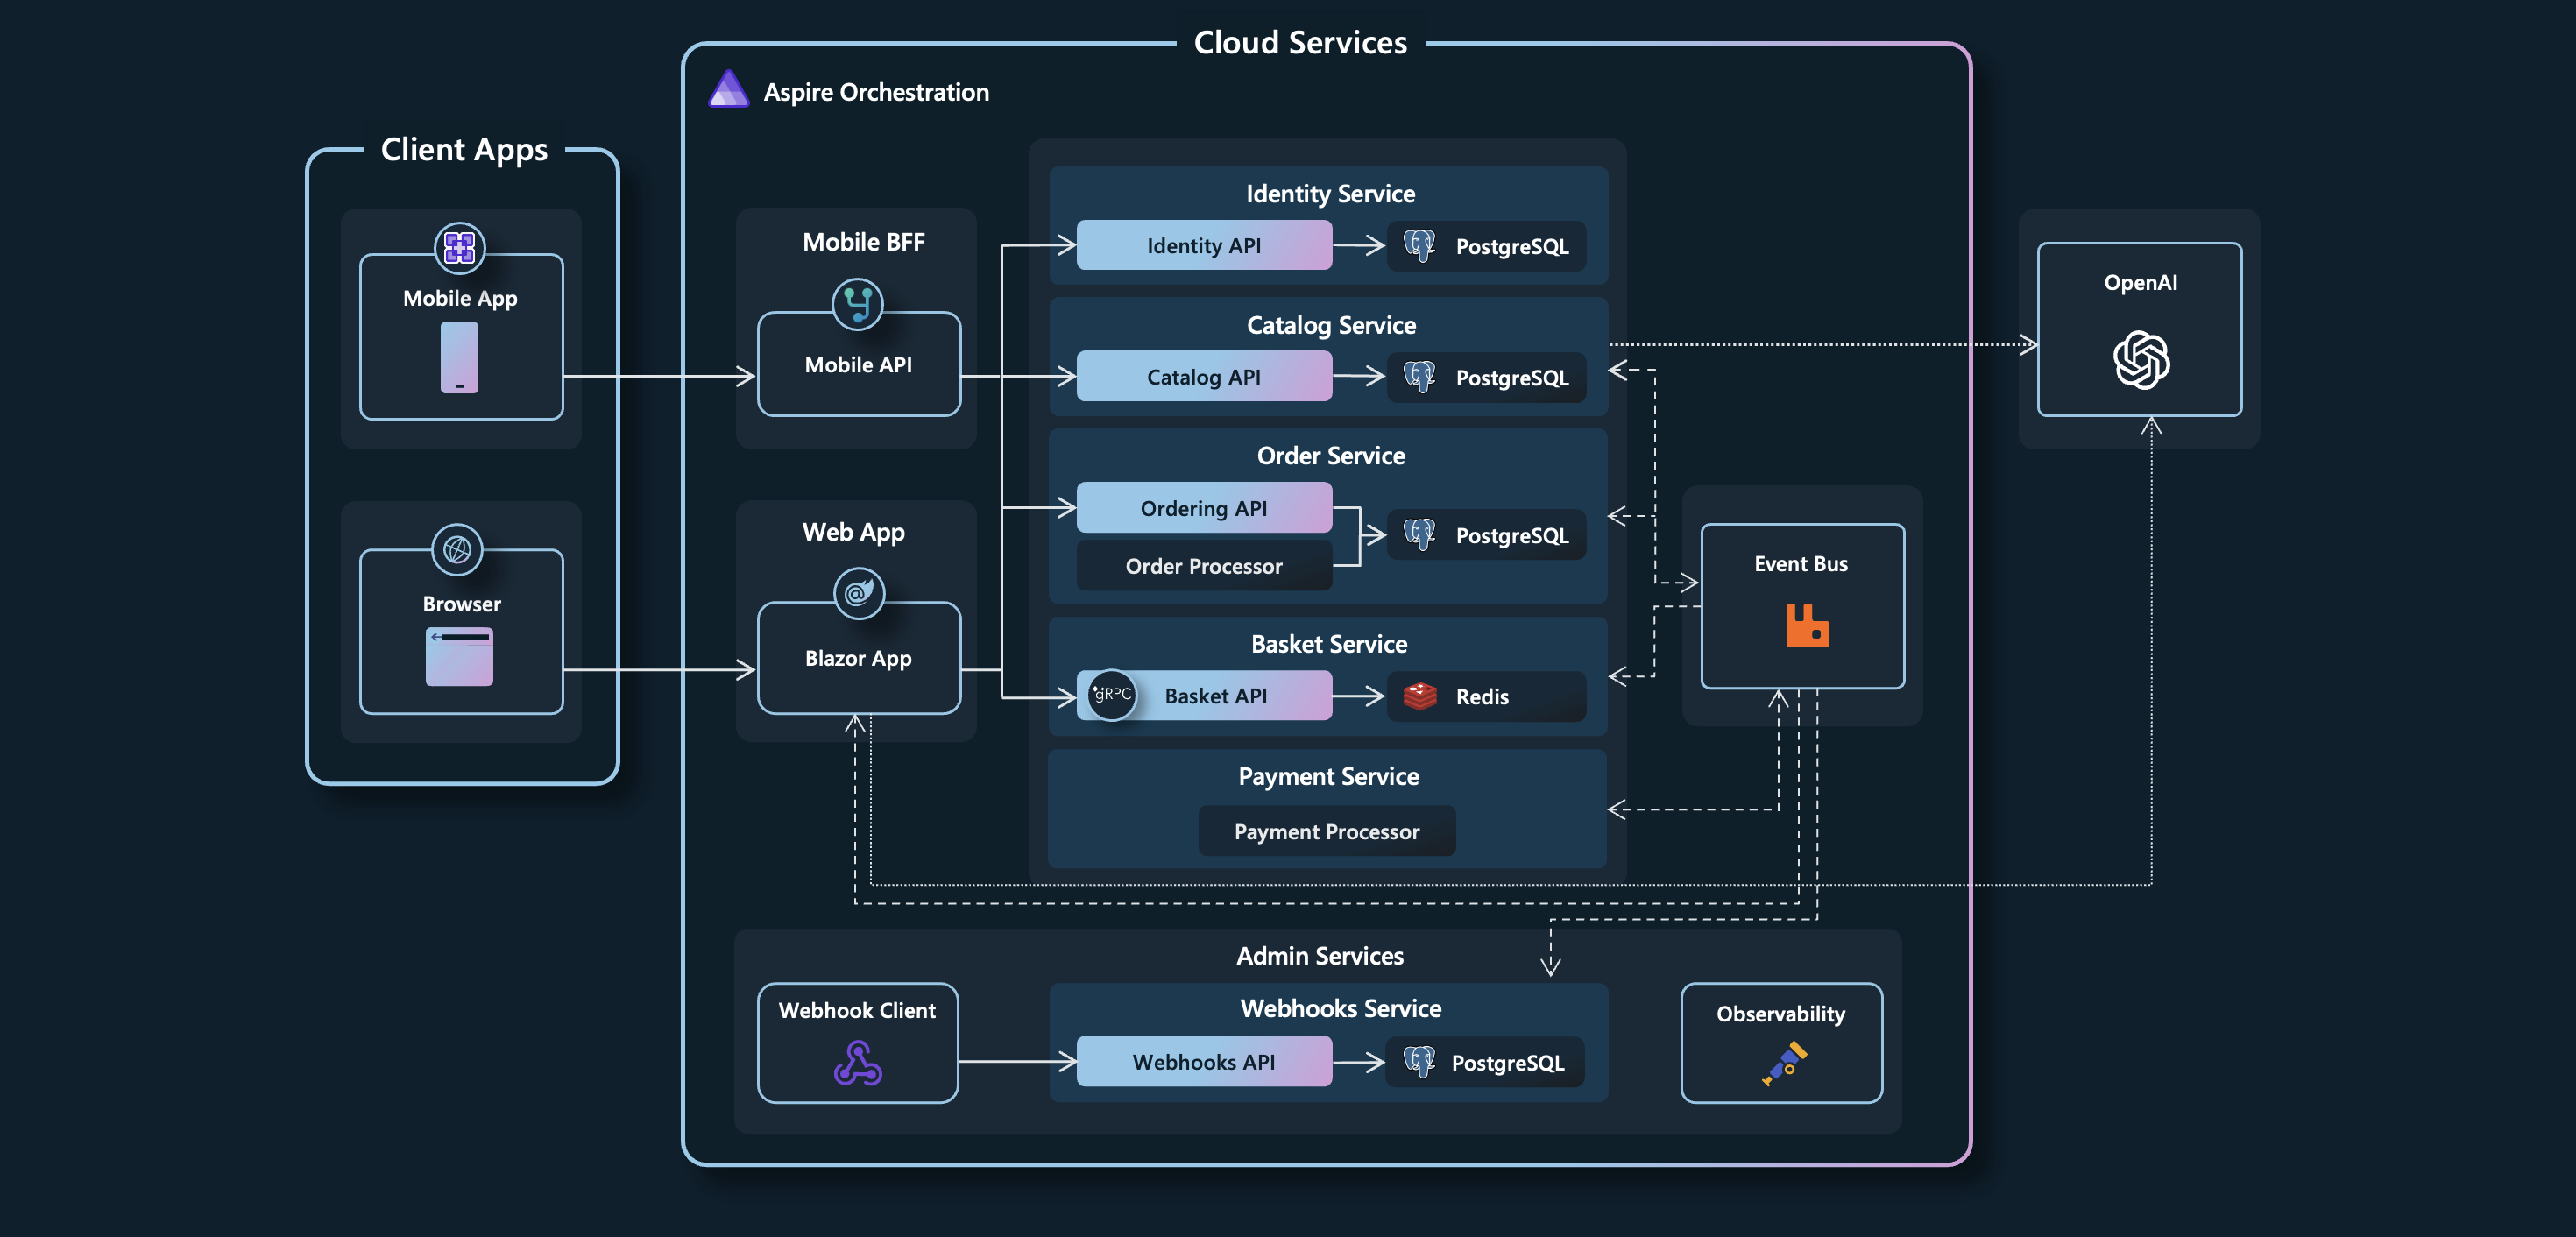 Cloud Services
Aspire Orchestration
Client Apps
Mobile App
Browser
Mobile BFF
Mobile API
Web App
Blazor App
Identity Service
Identity API
PostgreSQL
Catalog Service
Catalog API
PostgreSQL
Order Service
Ordering API
Order Processor
PostgreSQL
Basket Service
gRPC
Basket API
Redis
Payment Service
Payment Processor
Event Bus
OpenAI
Admin Services
Webhook Client
Webhooks Service
Webhooks API
PostgreSQL
Observability